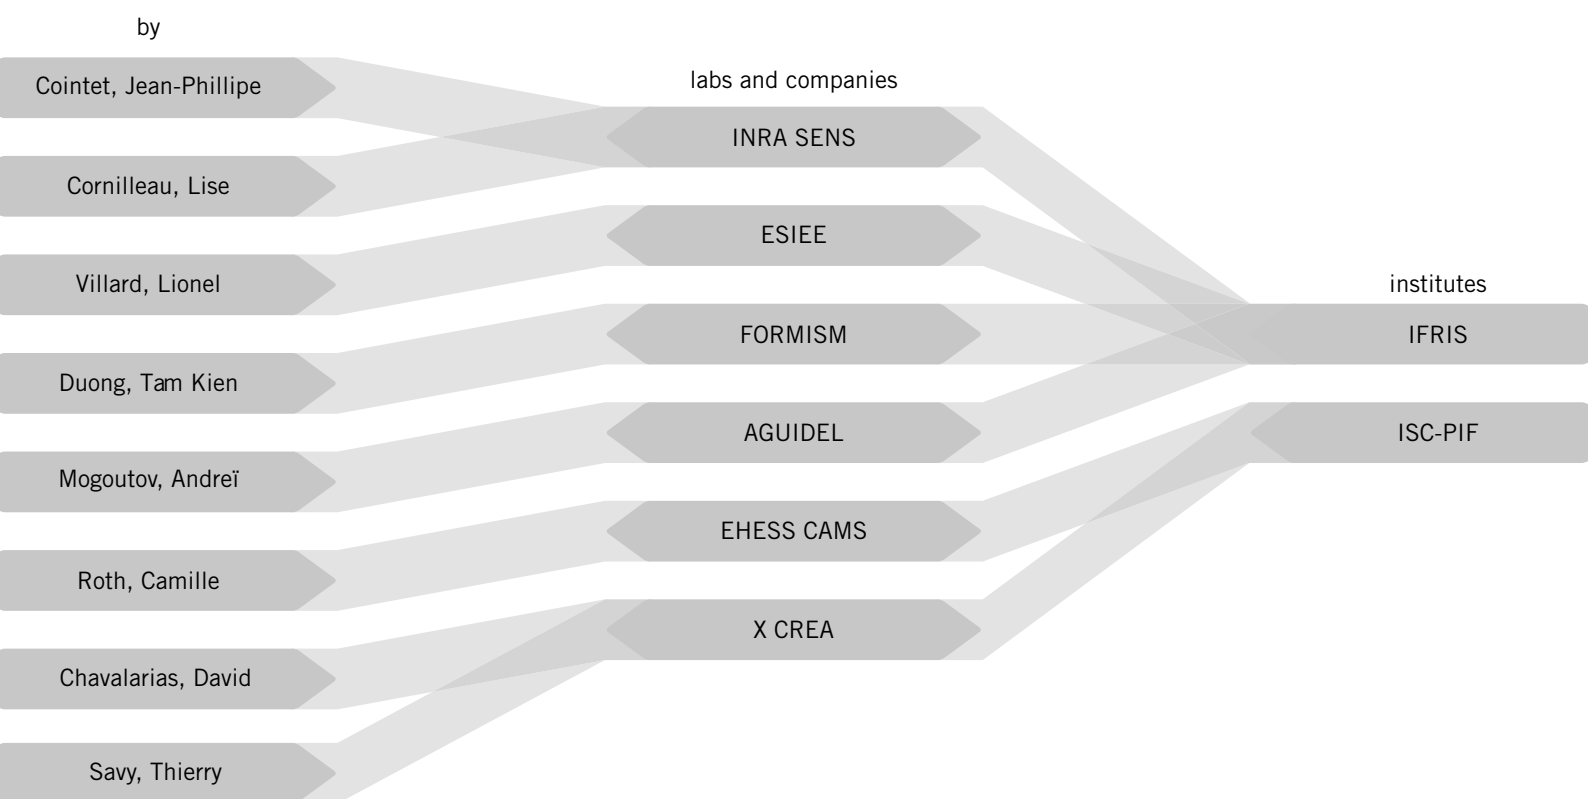 by
Cointet, Jean-Phillipe
Cornilleau, Lise
Villard, Lionel
Duong, Tam Kien
Mogoutov, Andreï
Roth, Camille
Chavalarias, David
Savy, Thierry
labs and companies
INRA SENS
ESIEE
FORMISM
AGUIDEL
EHESS CAMS
X CREA
institutes
IFRIS
ISC-PIF